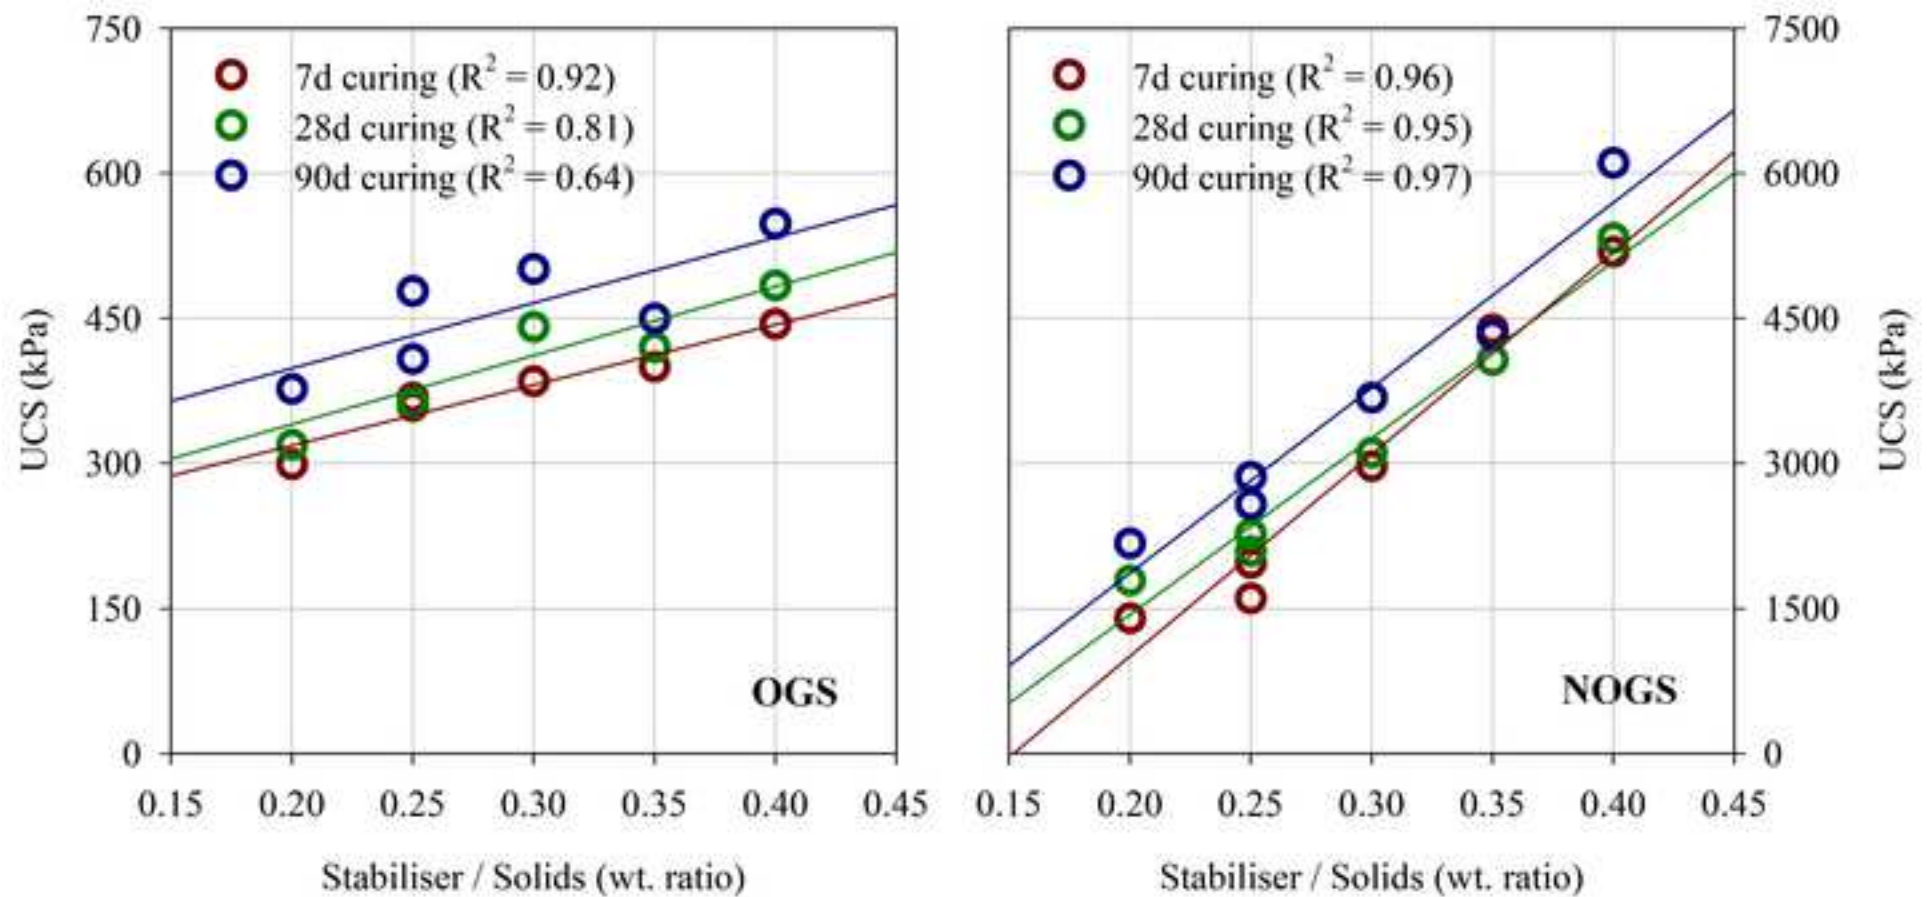 750
600
450
300
150
0
UCS (kPa)
7d curing (R² = 0.92)
28d curing (R² = 0.81)
90d curing (R² = 0.64)
OGS
0.15 0.20 0.25 0.30 0.35 0.40 0.45
Stabiliser / Solids (wt. ratio)
7d curing (R² = 0.96)
28d curing (R² = 0.95)
90d curing (R² = 0.97)
NOGS
0.15 0.20 0.25 0.30 0.35 0.40 0.45
Stabiliser / Solids (wt. ratio)
7500
6000
4500
3000
1500
0
UCS (kPa)